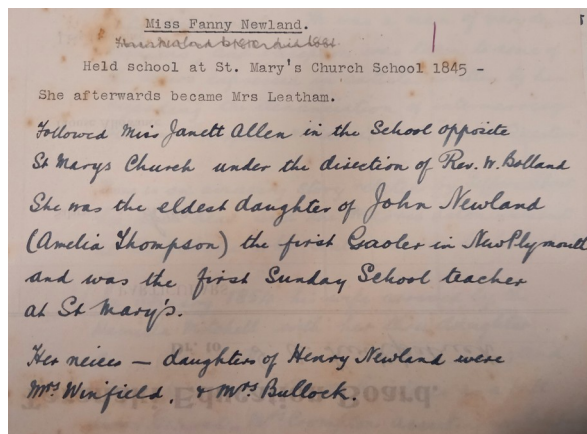 Miss Fanny Newland.
Held school at St. Mary's Church School 1845 -
She afterwards became Mrs Leatham.
Followed Miss Janett Allen in the School opposite
St Marys Church under the direction of Rev. W. Bolland
She was the eldest daughter of John Newland
(Amelia Thompson) the first Gaoler in New Plymouth
and was the first Sunday School teacher
at St Mary's.
Her neices — daughters of Henry Newland were
Mrs Winfield, & Mrs Bullock.